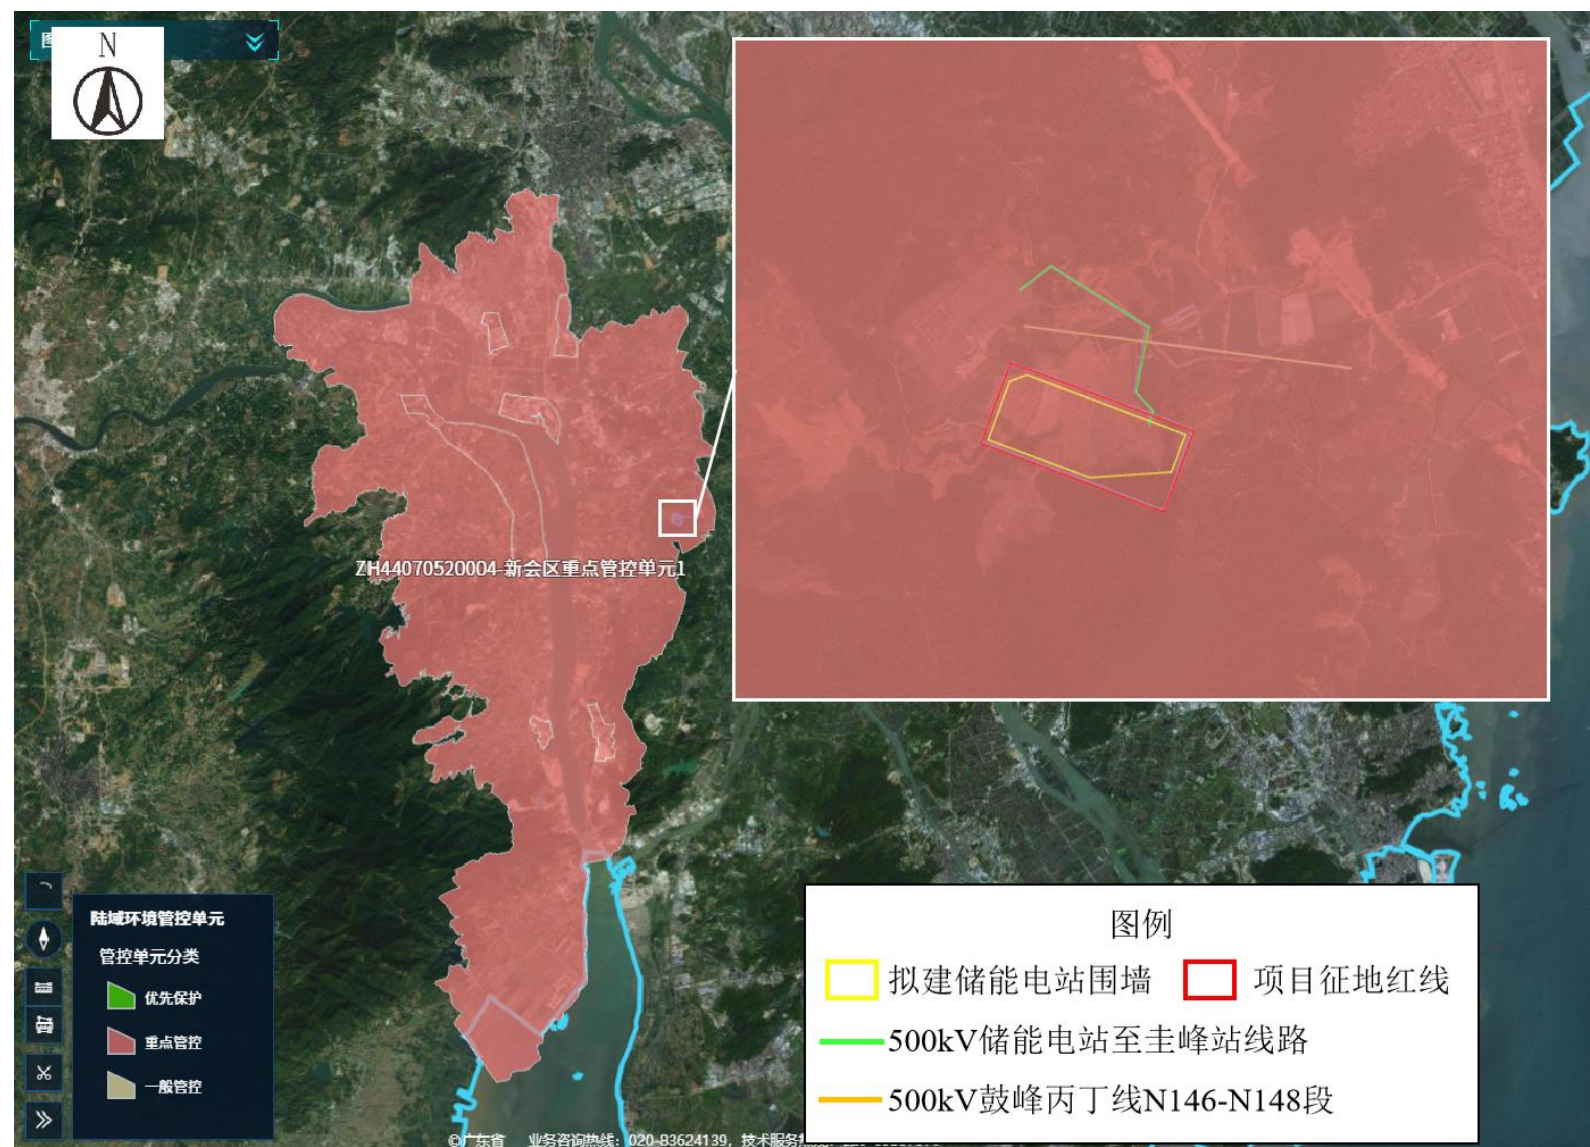 图
N
ZH44070520004-新会区重点管控单元1
陆域环境管控单元
管控单元分类
优先保护
重点管控
一般管控
图例
拟建储能电站围墙 项目征地红线
500kV储能电站至圭峰站线路
500kV鼓峰丙丁线N146-N148段
©广东省 业务咨询热线：020-83624139，技术服务